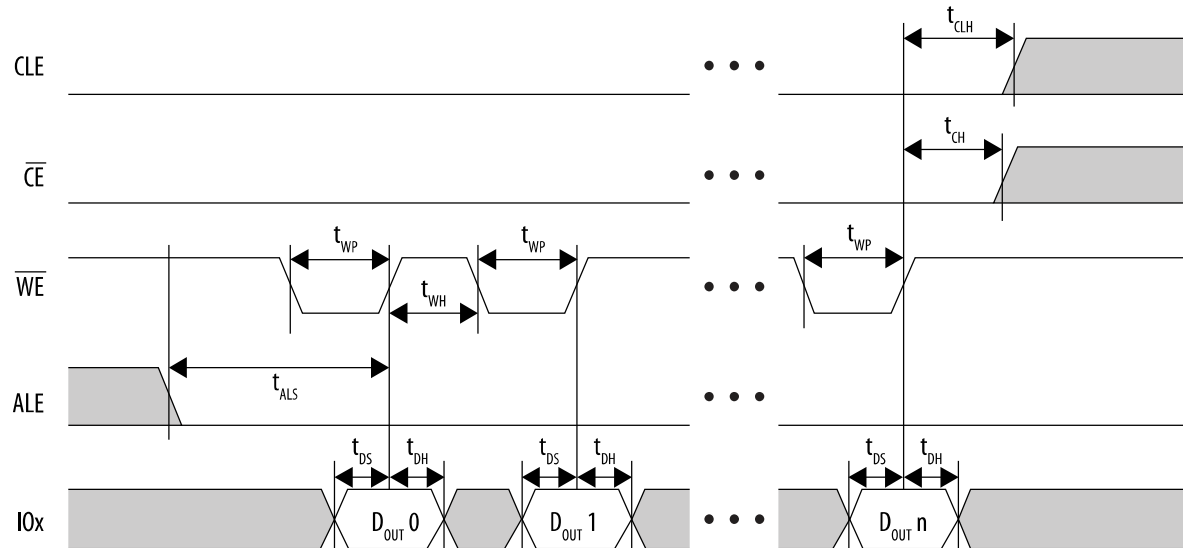 tCLH
CLE
tCH
CE
tWP tWP tWP
WE
tWH
tALS
ALE
tDS tDH tDS tDH tDS tDH
IOx DOUT 0 DOUT 1 DOUT n